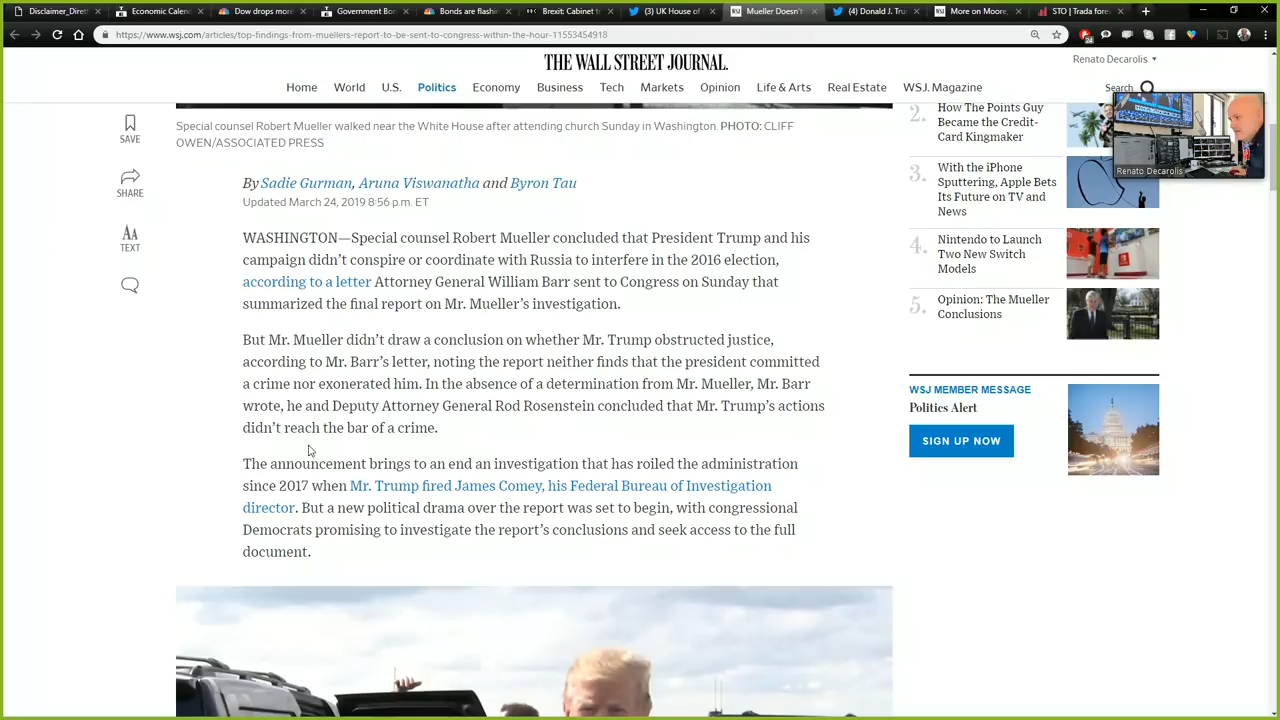 Disclaimer_Diret
Economic Calen
Dow drops more
Government Bon
Bonds are flashi
Brexit: Cabinet t
(3) UK House of
Mueller Doesn't
(4) Donald J. Tru
More on Moore,
STO | Trada fore
https://www.wsj.com/articles/top-findings-from-muellers-report-to-be-sent-to-congress-within-the-hour-11553454918
24
THE WALL STREET JOURNAL.
Renato Decarolis
Home World U.S. Politics Economy Business Tech Markets Opinion Life & Arts Real Estate WSJ. Magazine
Search
SAVE
SHARE
AA
TEXT
Special counsel Robert Mueller walked near the White House after attending church Sunday in Washington. PHOTO: CLIFF
OWEN/ASSOCIATED PRESS
By Sadie Gurman, Aruna Viswanatha and Byron Tau
Updated March 24, 2019 8:56 p.m. ET
WASHINGTON—Special counsel Robert Mueller concluded that President Trump and his
campaign didn't conspire or coordinate with Russia to interfere in the 2016 election,
according to a letter Attorney General William Barr sent to Congress on Sunday that
summarized the final report on Mr. Mueller's investigation.
But Mr. Mueller didn't draw a conclusion on whether Mr. Trump obstructed justice,
according to Mr. Barr's letter, noting the report neither finds that the president committed
a crime nor exonerated him. In the absence of a determination from Mr. Mueller, Mr. Barr
wrote, he and Deputy Attorney General Rod Rosenstein concluded that Mr. Trump's actions
didn't reach the bar of a crime.
The announcement brings to an end an investigation that has roiled the administration
since 2017 when Mr. Trump fired James Comey, his Federal Bureau of Investigation
director. But a new political drama over the report was set to begin, with congressional
Democrats promising to investigate the report's conclusions and seek access to the full
document.
2. How The Points Guy
Became the Credit-
Card Kingmaker
3. With the iPhone
Sputtering, Apple Bets
Its Future on TV and
News
4. Nintendo to Launch
Two New Switch
Models
5. Opinion: The Mueller
Conclusions
WSJ MEMBER MESSAGE
Politics Alert
SIGN UP NOW
Renato Decarolis